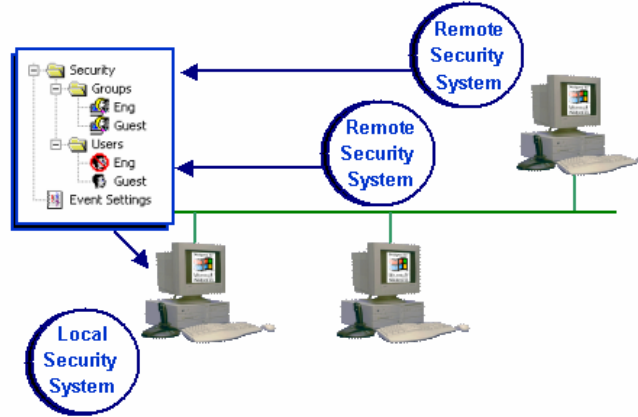 Remote
Security
System
Security
Groups
Eng
Guest
Users
Eng
Guest
Event Settings
Remote
Security
System
Local
Security
System